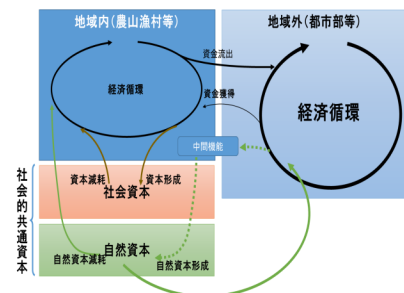 地域内(農山漁村等)
地域外(都市部等)
資金流出
経済循環
資金獲得
経済循環
中間機能
資本減耗
資本形成
社会資本
社会的共通資本
自然資本
自然資本減耗
自然資本形成